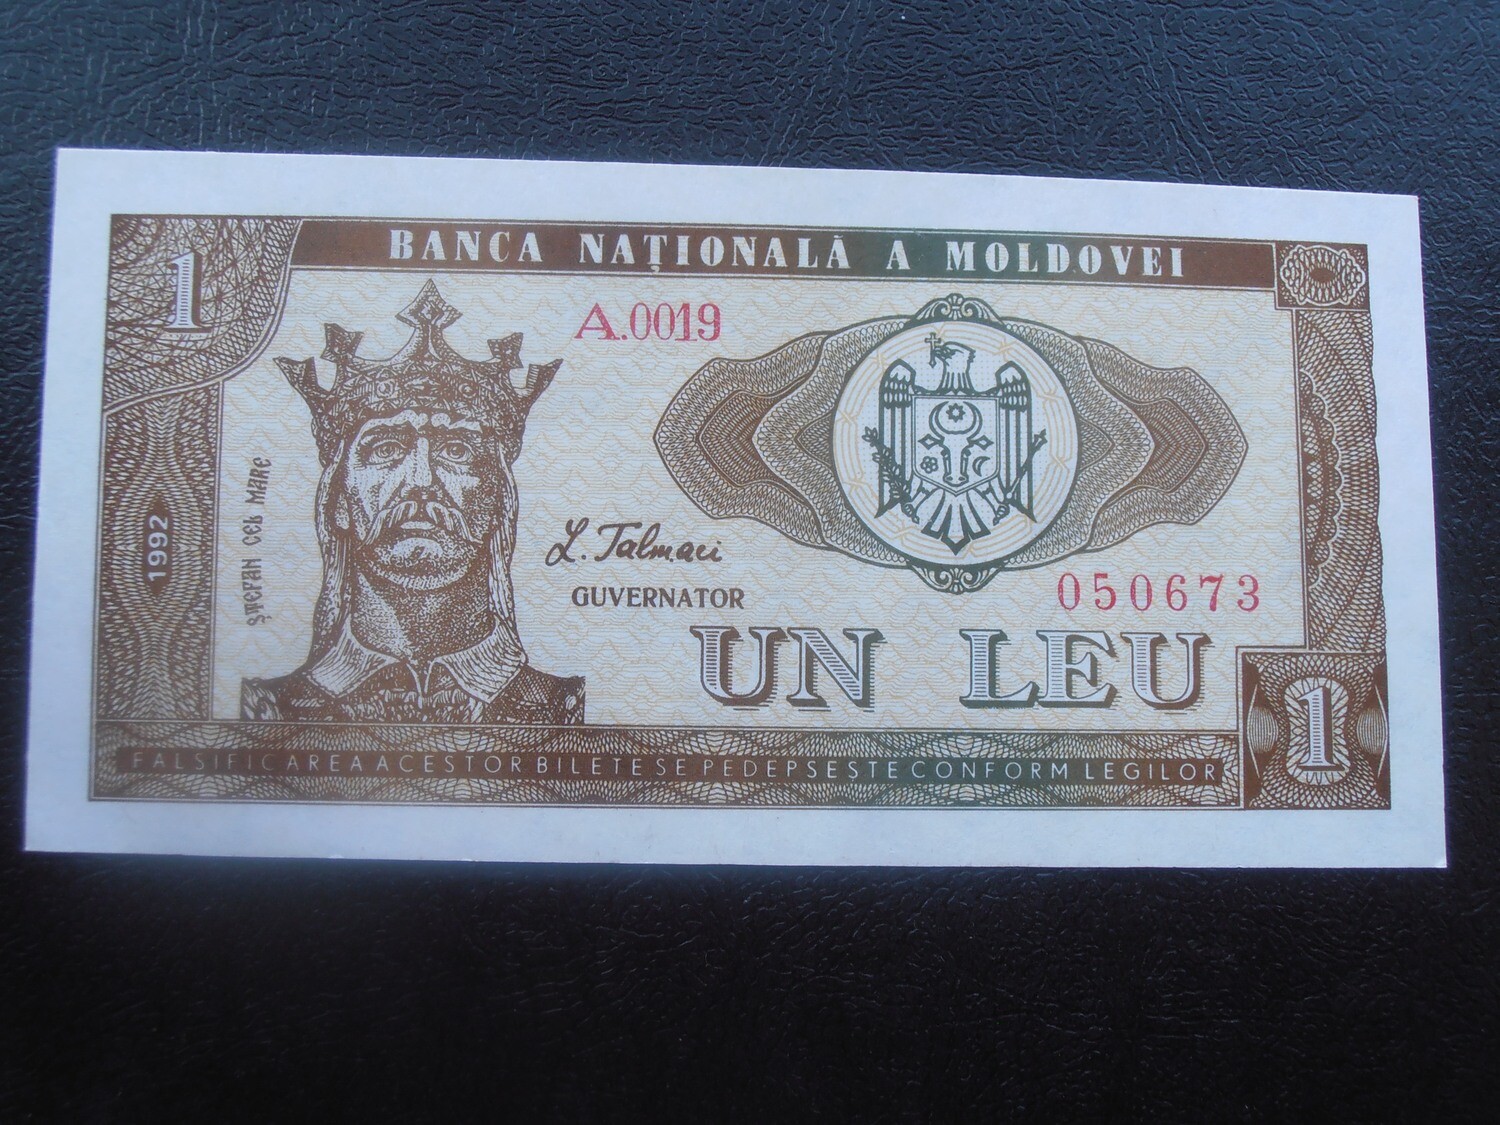 1
BANCA NAȚIONALĂ A MOLDOVEI
A.0019
ȘTEFAN CEL MARE
1992
L. Talmaci
GUVERNATOR
050673
UN LEU
1
FALSIFICAREA ACESTOR BILETE SE PEDEPSESTE CONFORM LEGILOR